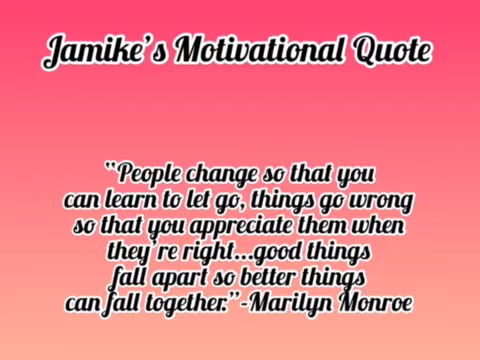 Jamike's Motivational Quote
"People change so that you
can learn to let go, things go wrong
so that you appreciate them when
they're right...good things
fall apart so better things
can fall together."-Marilyn Monroe